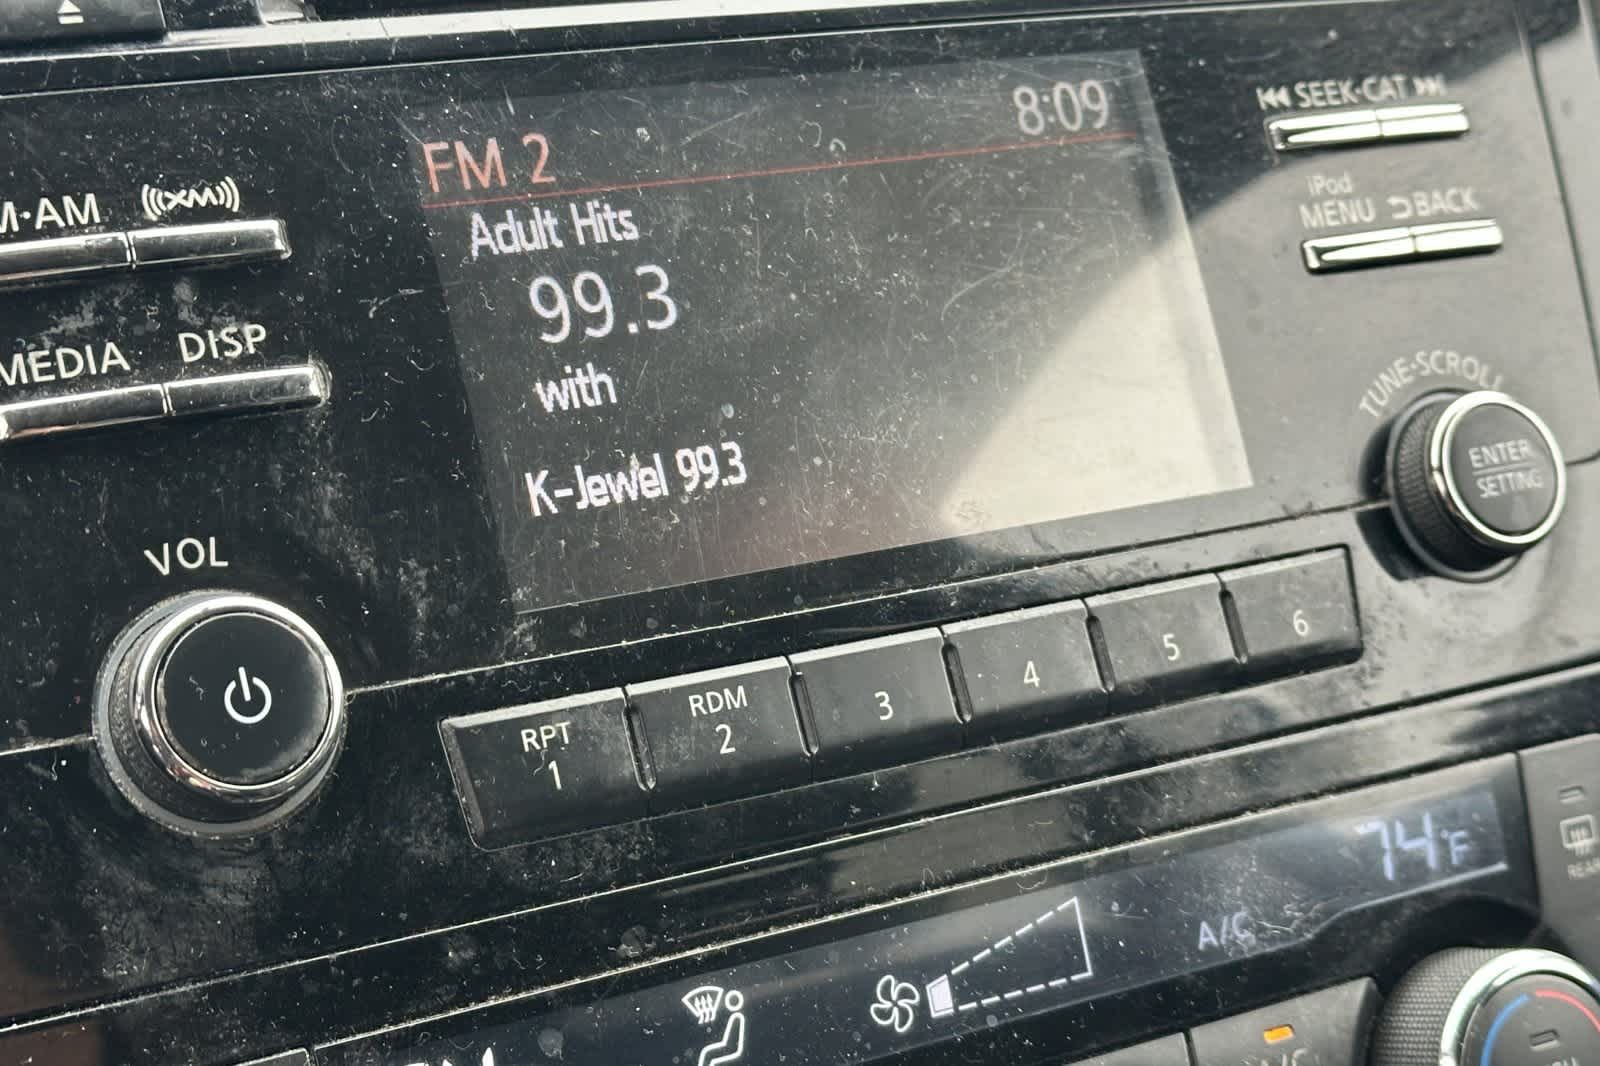 FM 2 8:09
Adult Hits
99.3
with
K-Jewel 99.3
M·AM XM
MEDIA DISP
VOL
SEEK·CAT
iPod
MENU BACK
TUNE·SCROLL
ENTER
SETTING
RPT
1
RDM
2
3
4
5
6
74°F
A/C